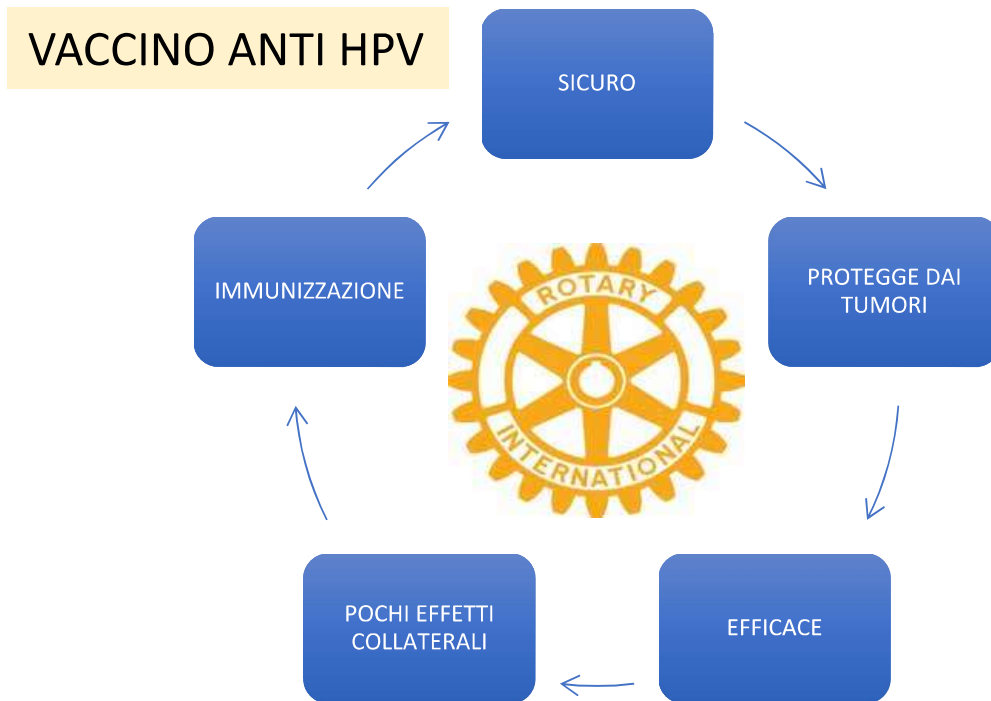 VACCINO ANTI HPV
SICURO
PROTEGGE DAI
TUMORI
EFFICACE
POCHI EFFETTI
COLLATERALI
IMMUNIZZAZIONE
ROTARY
INTERNATIONAL